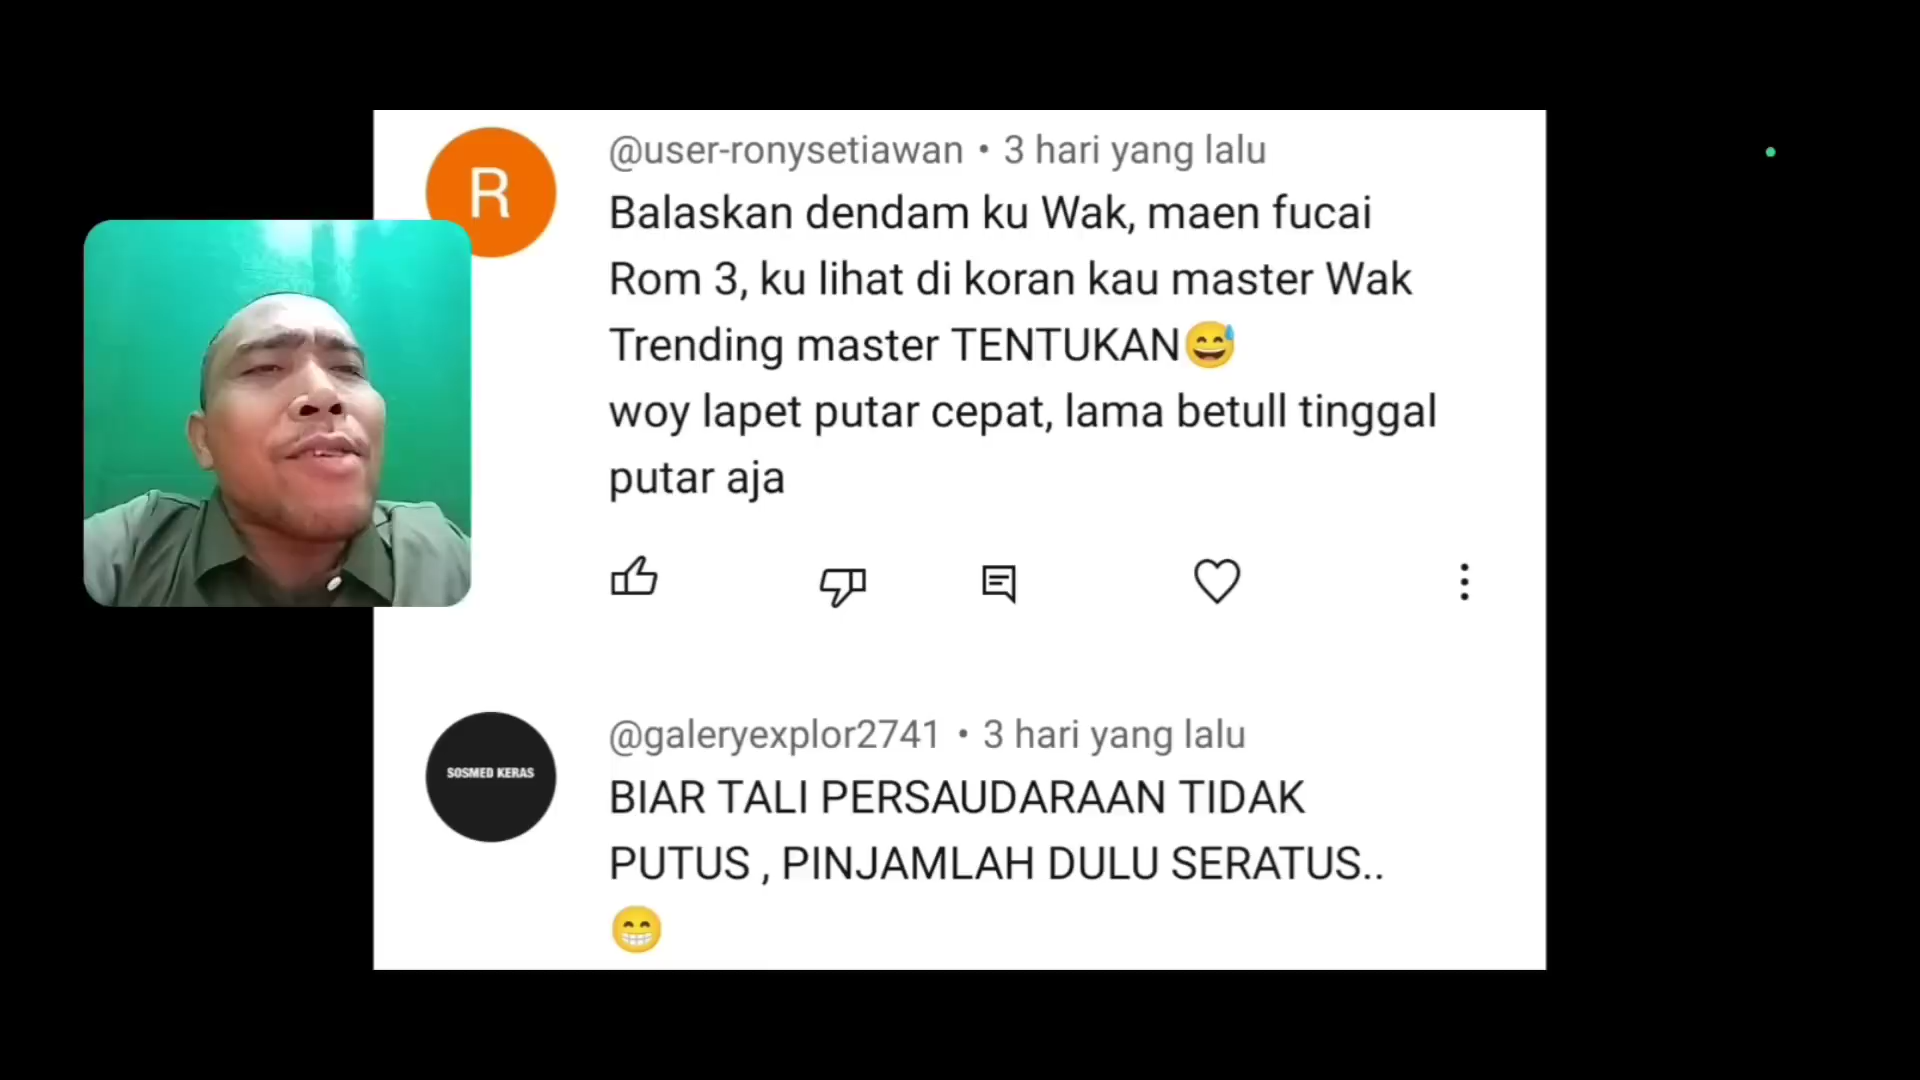 R
@user-ronysetiawan • 3 hari yang lalu
Balaskan dendam ku Wak, maen fucai
Rom 3, ku lihat di koran kau master Wak
Trending master TENTUKAN😅
woy lapet putar cepat, lama betull tinggal
putar aja
SOSMED KERAS
@galeryexplor2741 • 3 hari yang lalu
BIAR TALI PERSAUDARAAN TIDAK
PUTUS , PINJAMLAH DULU SERATUS..
😁